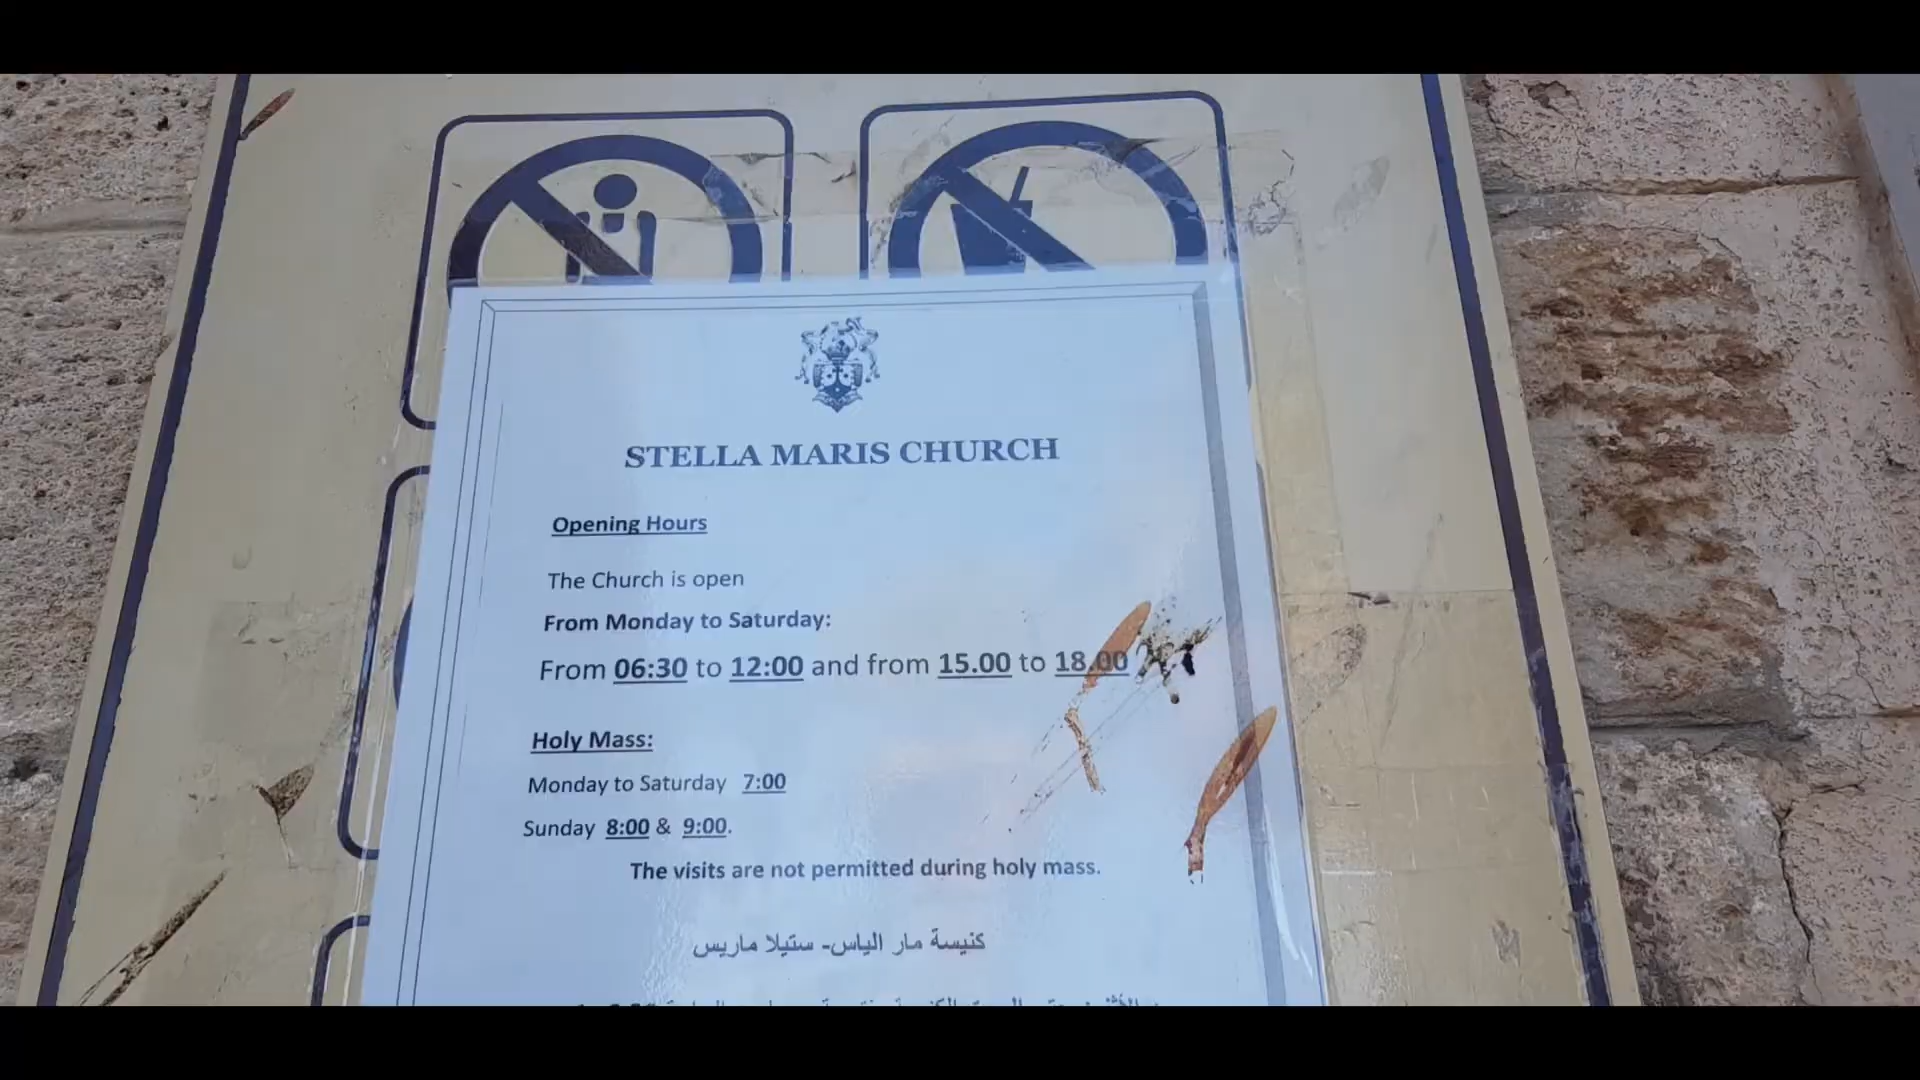 STELLA MARIS CHURCH
Opening Hours
The Church is open
From Monday to Saturday:
From 06:30 to 12:00 and from 15.00 to 18.00
Holy Mass:
Monday to Saturday 7:00
Sunday 8:00 & 9:00.
The visits are not permitted during holy mass.
كنيسة مار الياس- ستيلا ماريس